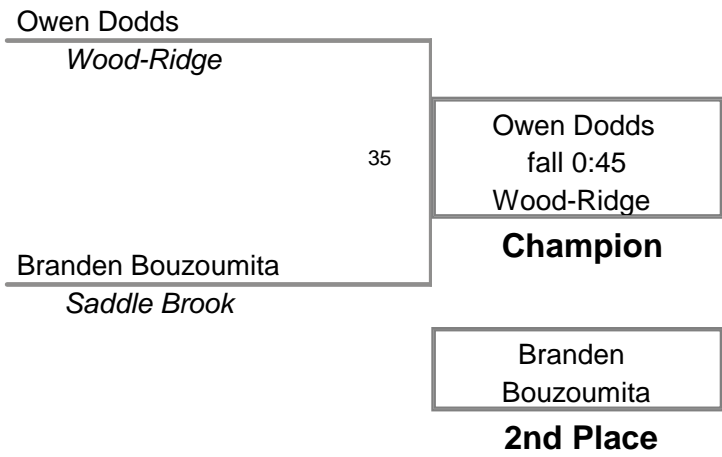 Owen Dodds
Wood-Ridge
35
Owen Dodds
fall 0:45
Wood-Ridge
Champion
Branden Bouzoumita
Saddle Brook
Branden
Bouzoumita
2nd Place